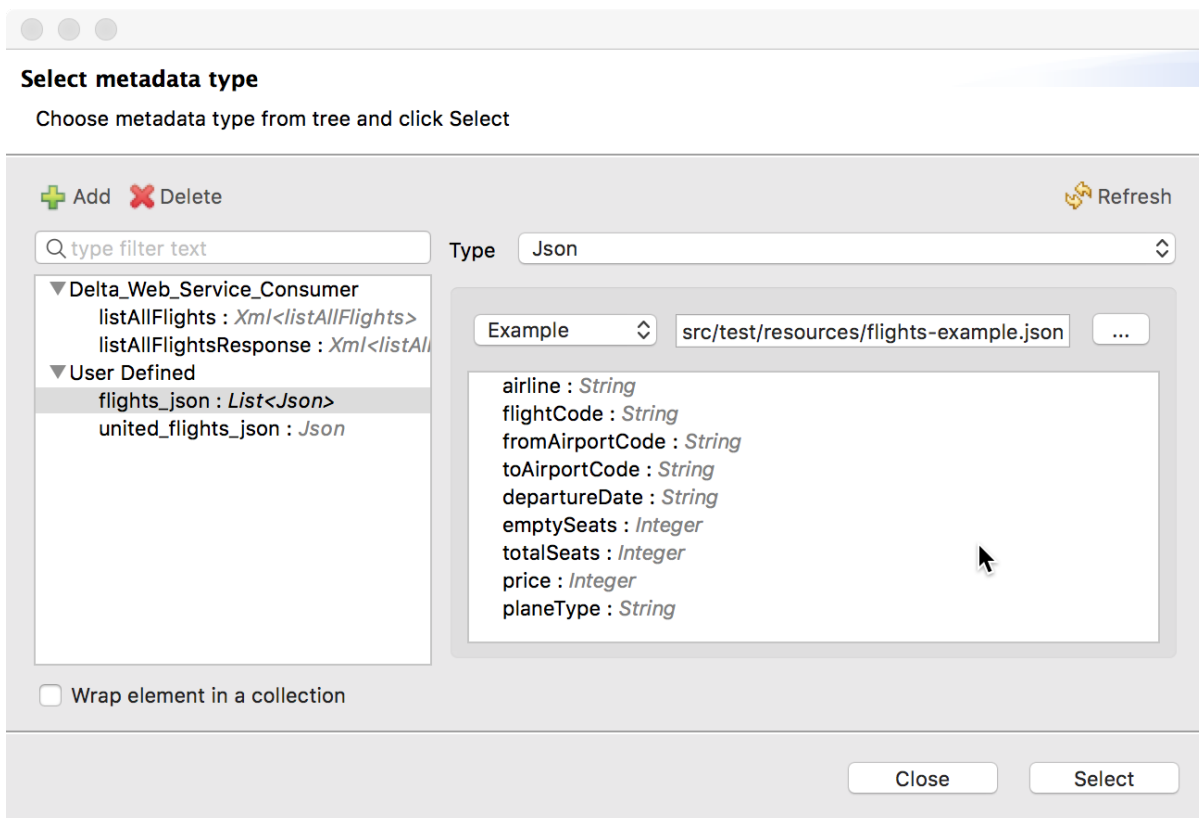 Select metadata type
Choose metadata type from tree and click Select
Add Delete Refresh
type filter text
Type Json
Delta_Web_Service_Consumer
listAllFlights : Xml<listAllFlights>
listAllFlightsResponse : Xml<listAll
User Defined
flights_json : List<Json>
united_flights_json : Json
Example src/test/resources/flights-example.json ...
airline : String
flightCode : String
fromAirportCode : String
toAirportCode : String
departureDate : String
emptySeats : Integer
totalSeats : Integer
price : Integer
planeType : String
Wrap element in a collection
Close Select